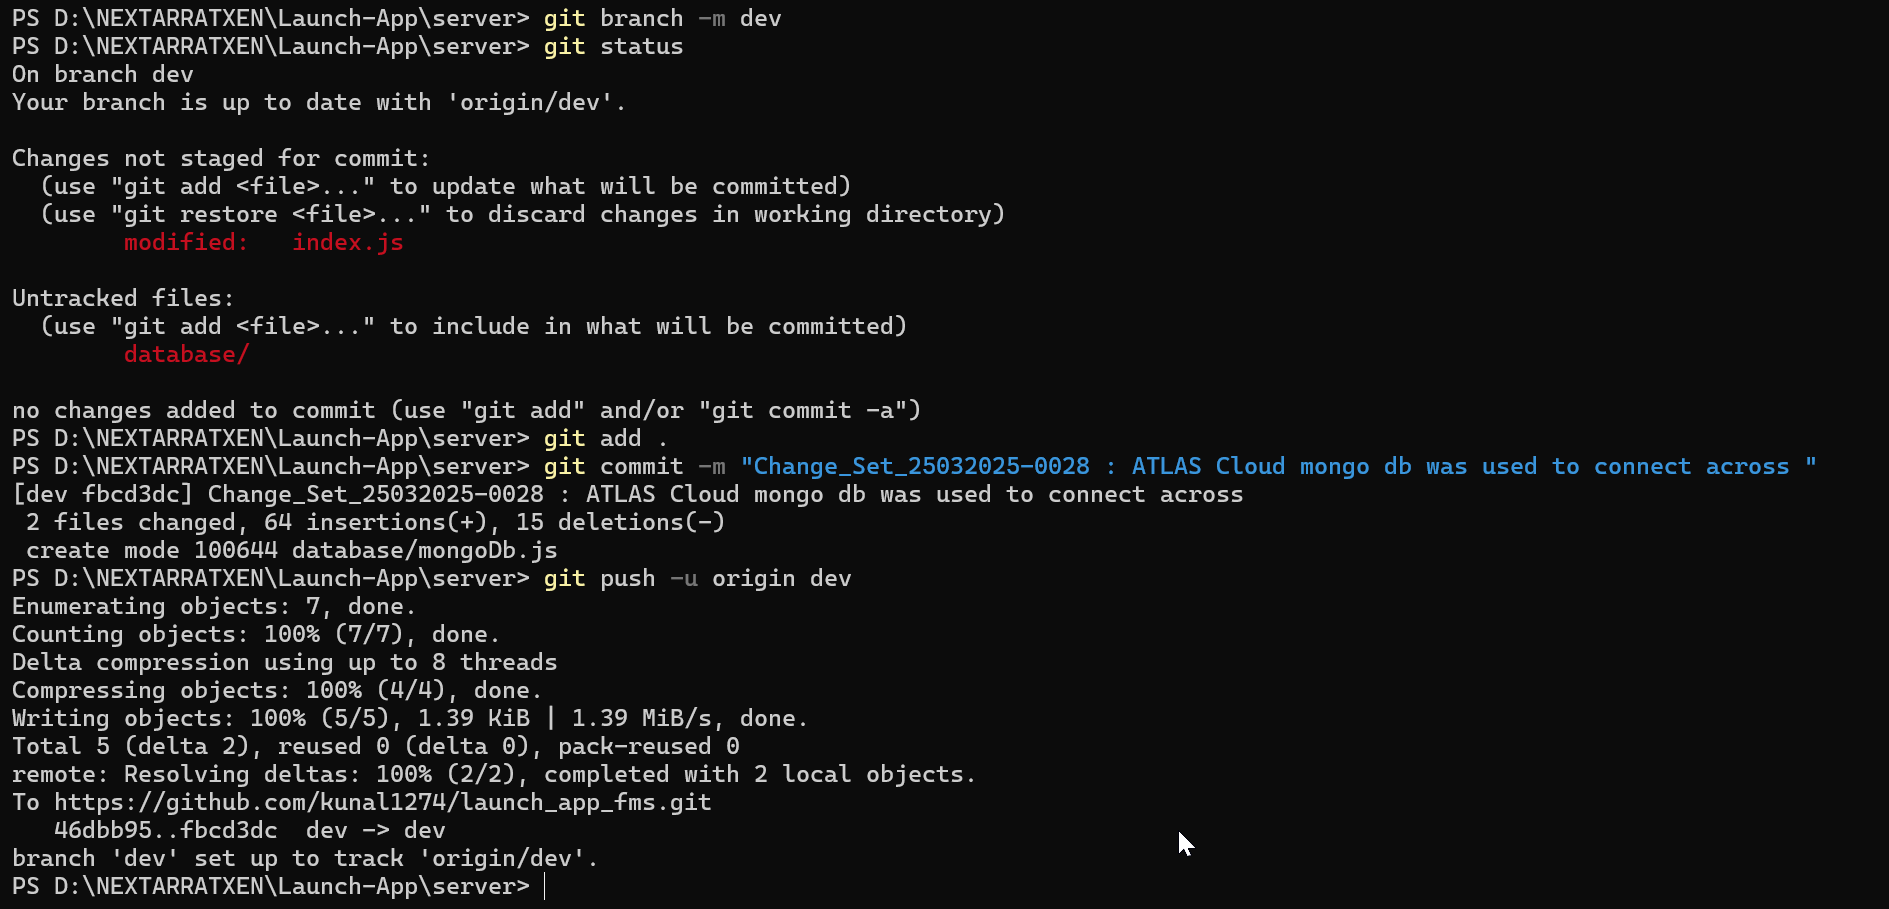 PS D:\NEXTARRATXEN\Launch-App\server> git branch -m dev
PS D:\NEXTARRATXEN\Launch-App\server> git status
On branch dev
Your branch is up to date with 'origin/dev'.

Changes not staged for commit:
  (use "git add <file>..." to update what will be committed)
  (use "git restore <file>..." to discard changes in working directory)
        modified:   index.js

Untracked files:
  (use "git add <file>..." to include in what will be committed)
        database/

no changes added to commit (use "git add" and/or "git commit -a")
PS D:\NEXTARRATXEN\Launch-App\server> git add .
PS D:\NEXTARRATXEN\Launch-App\server> git commit -m "Change_Set_25032025-0028 : ATLAS Cloud mongo db was used to connect across "
[dev fbcd3dc] Change_Set_25032025-0028 : ATLAS Cloud mongo db was used to connect across
 2 files changed, 64 insertions(+), 15 deletions(-)
 create mode 100644 database/mongoDb.js
PS D:\NEXTARRATXEN\Launch-App\server> git push -u origin dev
Enumerating objects: 7, done.
Counting objects: 100% (7/7), done.
Delta compression using up to 8 threads
Compressing objects: 100% (4/4), done.
Writing objects: 100% (5/5), 1.39 KiB | 1.39 MiB/s, done.
Total 5 (delta 2), reused 0 (delta 0), pack-reused 0
remote: Resolving deltas: 100% (2/2), completed with 2 local objects.
To https://github.com/kunal1274/launch_app_fms.git
   46dbb95..fbcd3dc  dev -> dev
branch 'dev' set up to track 'origin/dev'.
PS D:\NEXTARRATXEN\Launch-App\server>